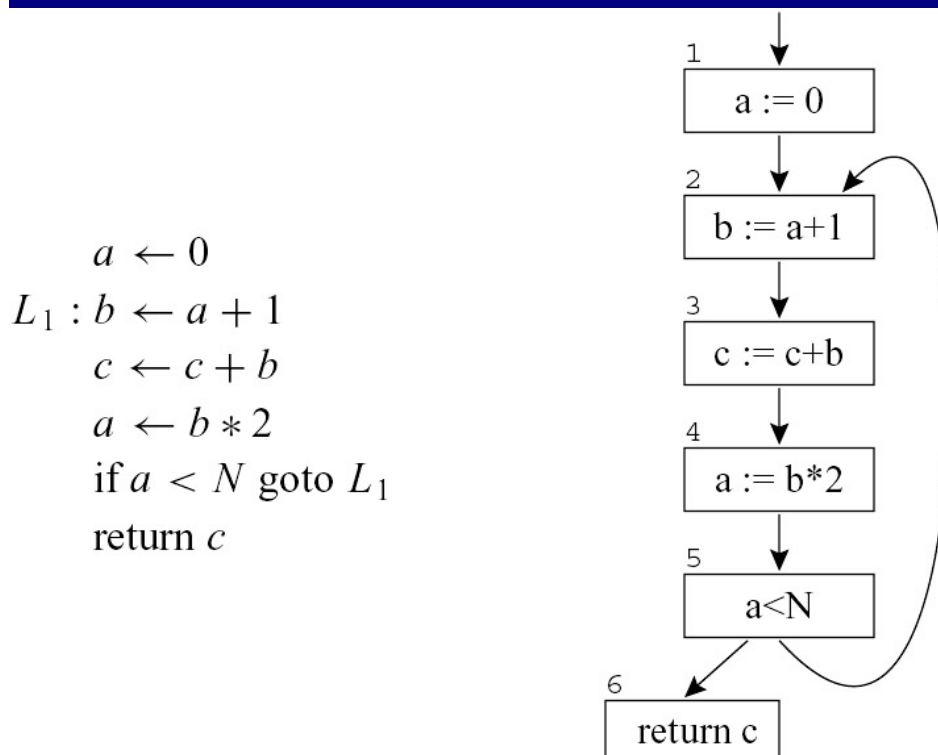 a ← 0
L₁ : b ← a + 1
c ← c + b
a ← b * 2
if a < N goto L₁
return c
1
a := 0
2
b := a+1
3
c := c+b
4
a := b*2
5
a<N
6
return c